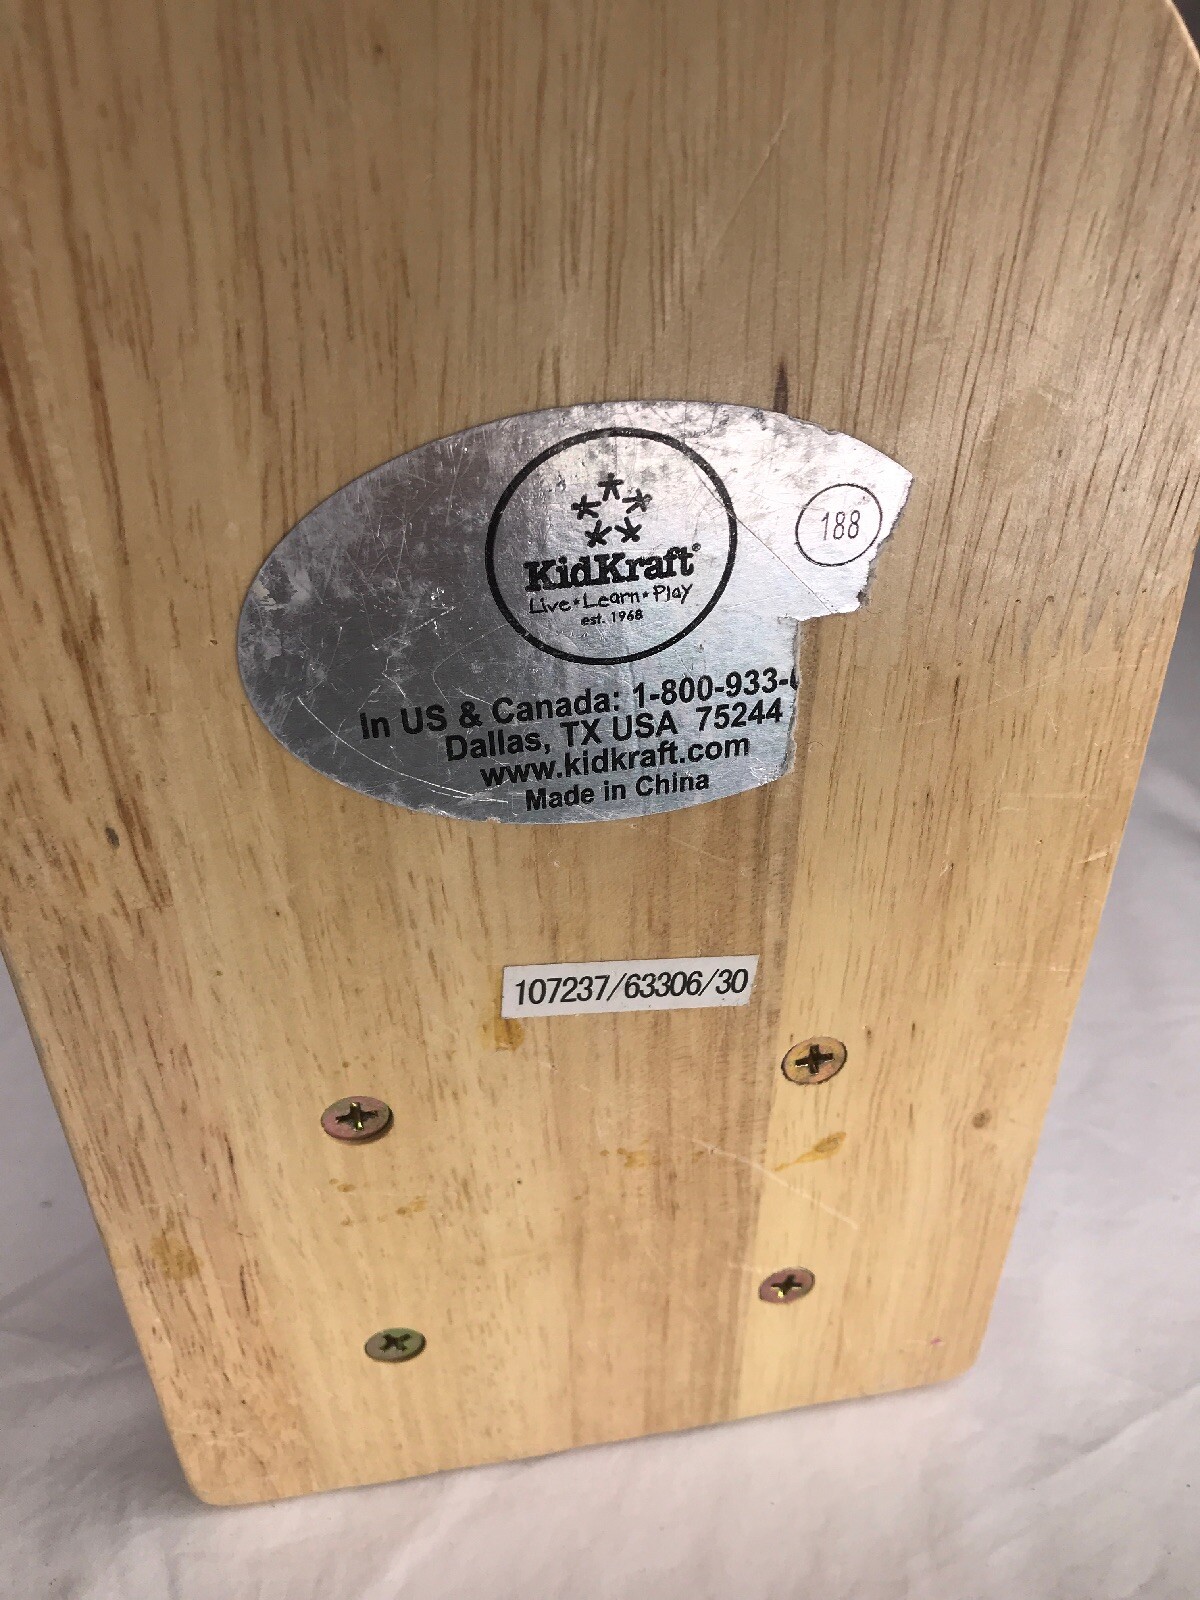 KidKraft®
Live★Learn★Play
est. 1968
188
In US & Canada: 1-800-933-
Dallas, TX USA 75244
www.kidkraft.com
Made in China
107237/63306/30